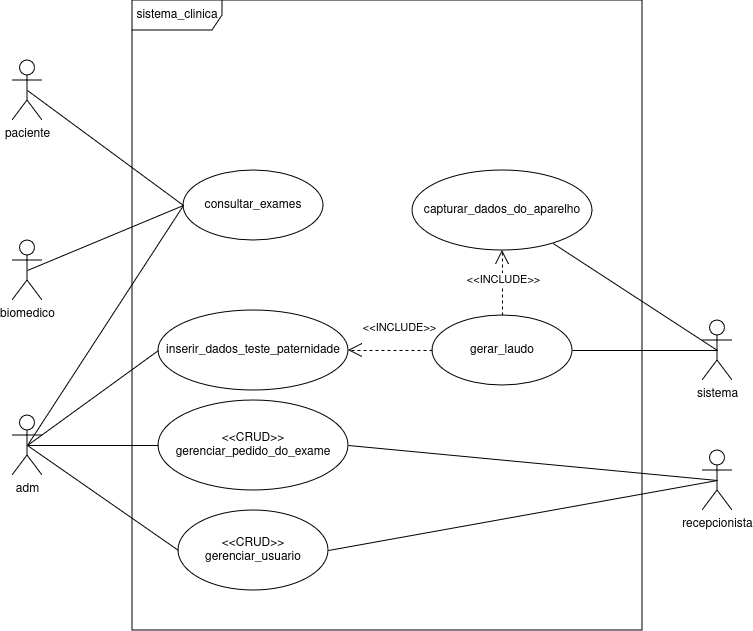 sistema_clinica
paciente
consultar_exames
capturar_dados_do_aparelho
<<INCLUDE>>
biomedico
<<INCLUDE>>
inserir_dados_teste_paternidade
gerar_laudo
sistema
<<CRUD>>
gerenciar_pedido_do_exame
adm
recepcionista
<<CRUD>>
gerenciar_usuario